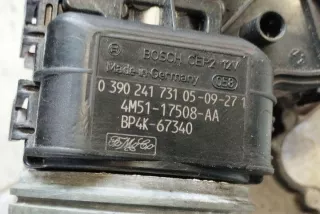 BOSCH CEP2 12V
Made in Germany
0 390 241 731 05-09-27 1
4M51-17508-AA
BP4K-67340